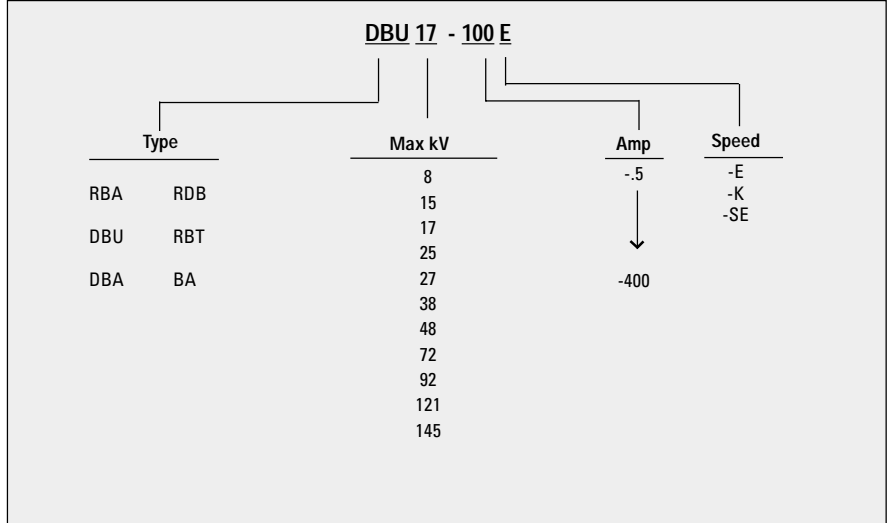 DBU 17 - 100 E
Type
RBA RDB
DBU RBT
DBA BA
Max kV
8
15
17
25
27
38
48
72
92
121
145
Amp
-.5
-400
Speed
-E
-K
-SE